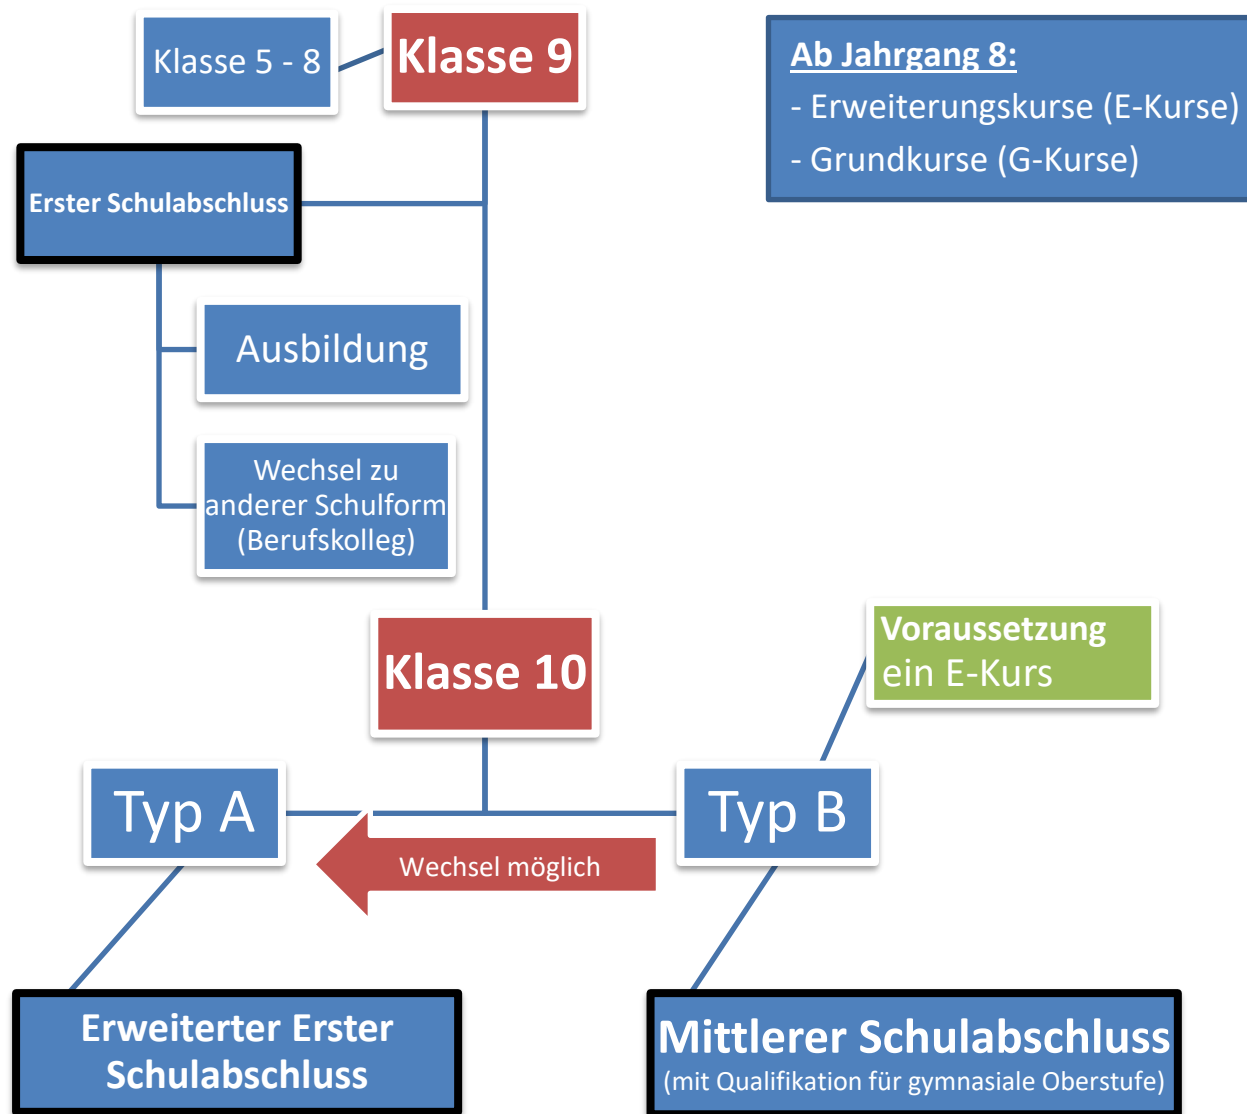 Klasse 5 - 8
Klasse 9
Ab Jahrgang 8:
- Erweiterungskurse (E-Kurse)
- Grundkurse (G-Kurse)
Erster Schulabschluss
Ausbildung
Wechsel zu
anderer Schulform
(Berufskolleg)
Klasse 10
Voraussetzung
ein E-Kurs
Typ A
Typ B
Wechsel möglich
Erweiterter Erster
Schulabschluss
Mittlerer Schulabschluss
(mit Qualifikation für gymnasiale Oberstufe)